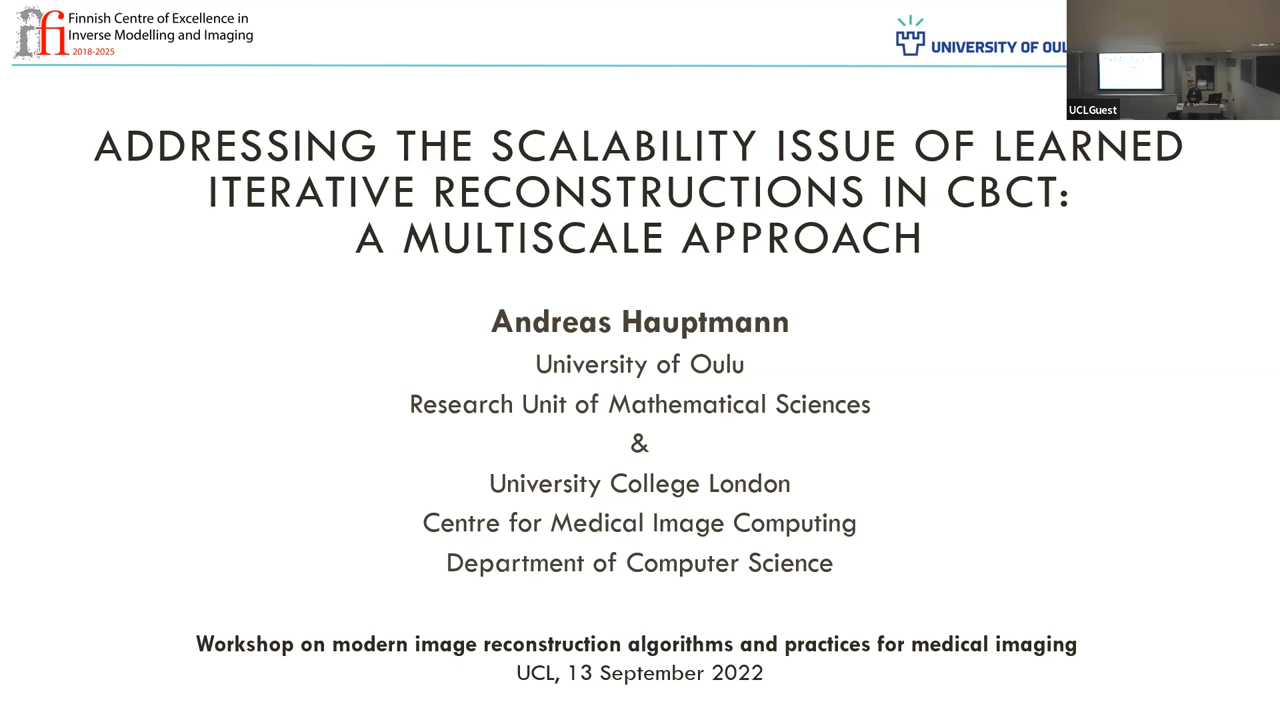 Finnish Centre of Excellence in
Inverse Modelling and Imaging
2018-2025
fi
UNIVERSITY OF
UCLGuest
ADDRESSING THE SCALABILITY ISSUE OF LEARNED
ITERATIVE RECONSTRUCTIONS IN CBCT:
A MULTISCALE APPROACH
Andreas Hauptmann
University of Oulu
Research Unit of Mathematical Sciences
&
University College London
Centre for Medical Image Computing
Department of Computer Science
Workshop on modern image reconstruction algorithms and practices for medical imaging
UCL, 13 September 2022